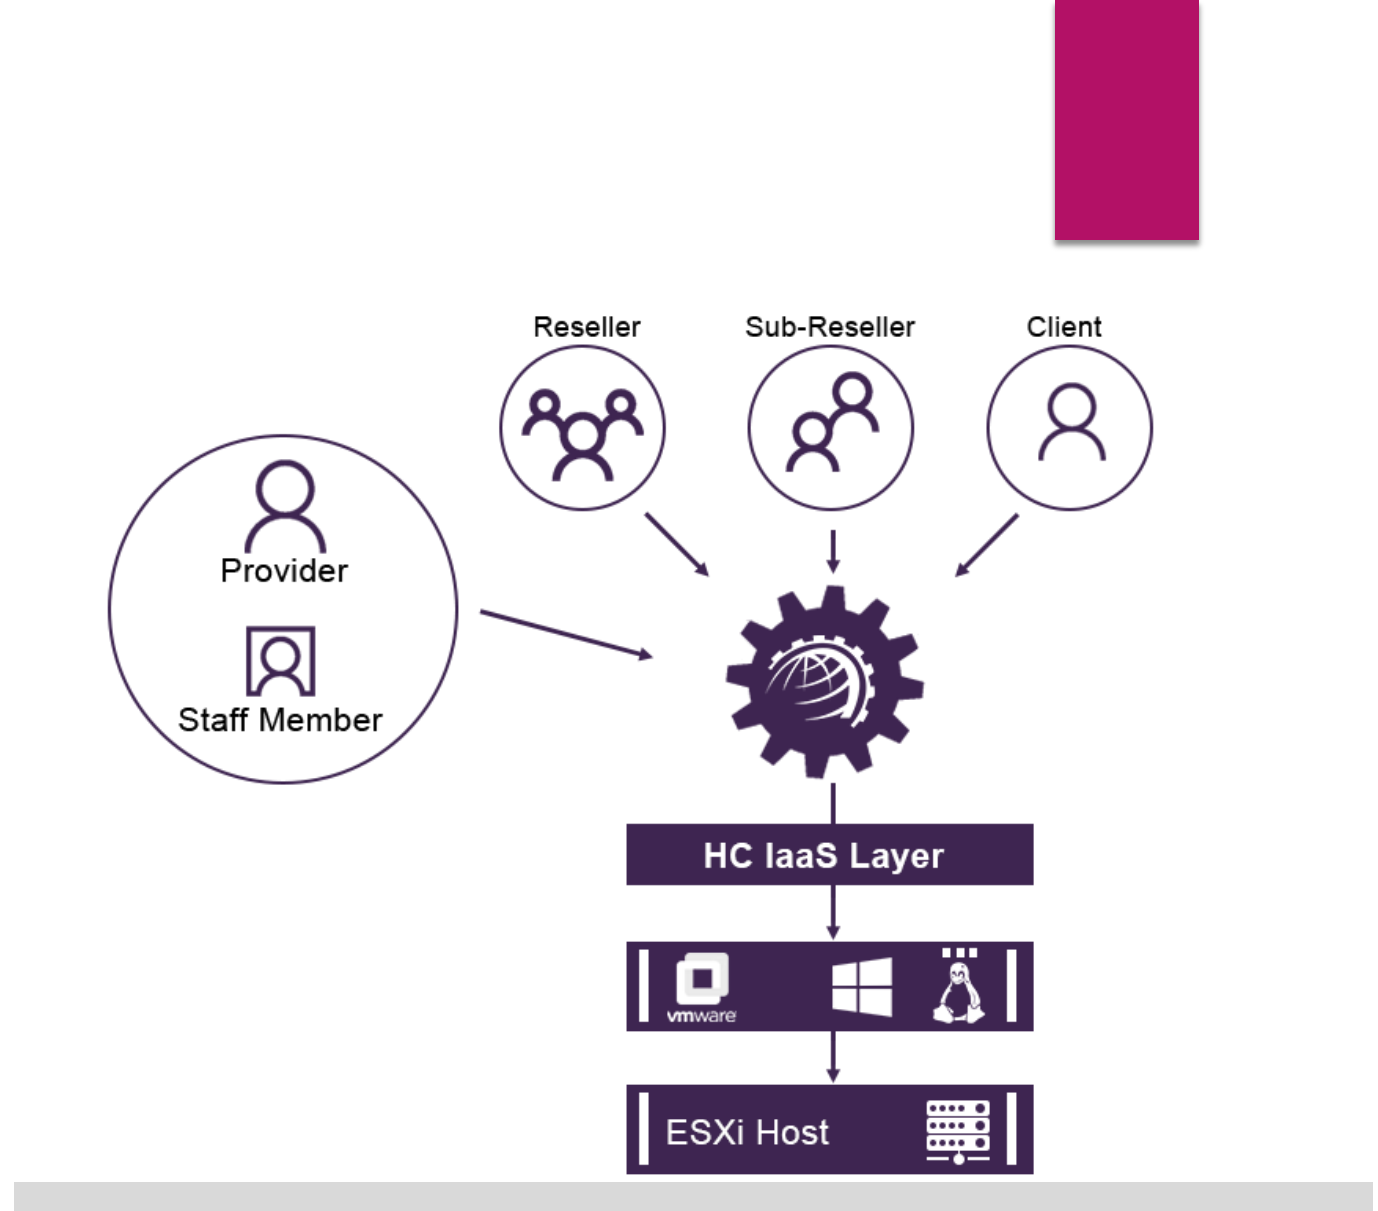 Reseller
Sub-Reseller
Client
Provider
Staff Member
HC IaaS Layer
vmware
ESXi Host